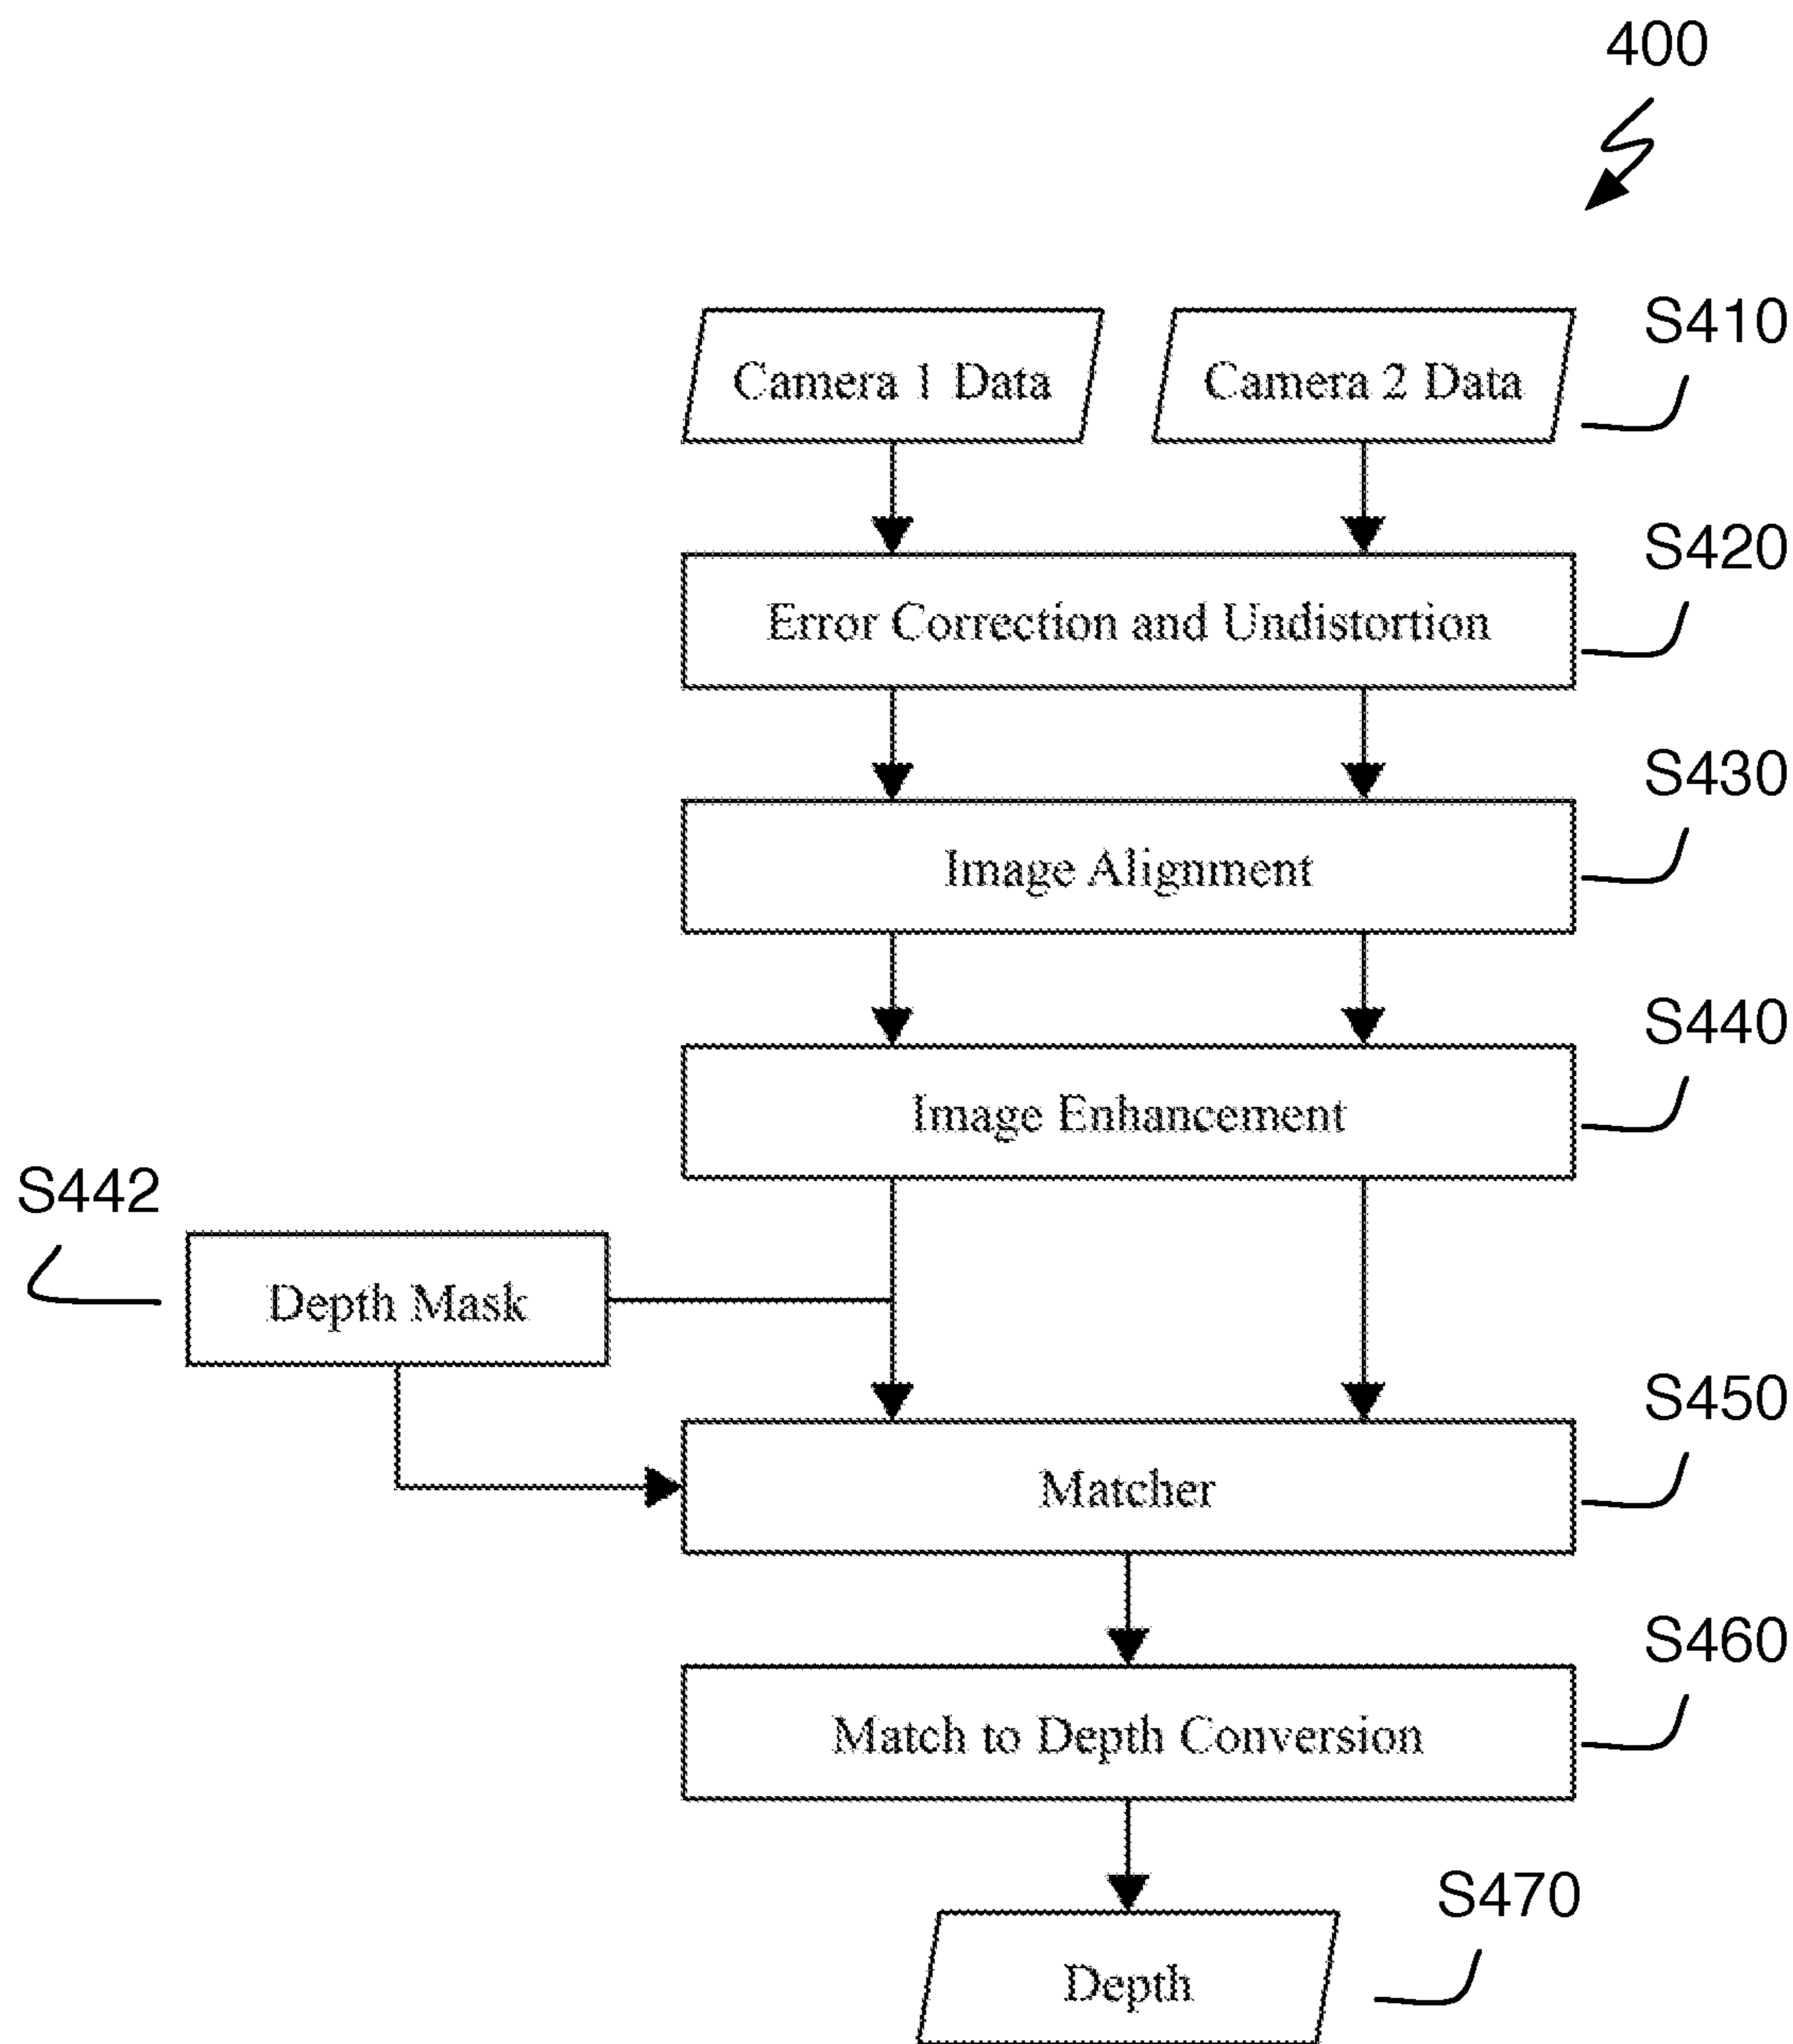 400
Camera 1 Data
Camera 2 Data
S410
Error Correction and Undistortion
S420
Image Alignment
S430
Image Enhancement
S440
S442
Depth Mask
Matcher
S450
Match to Depth Conversion
S460
Depth
S470